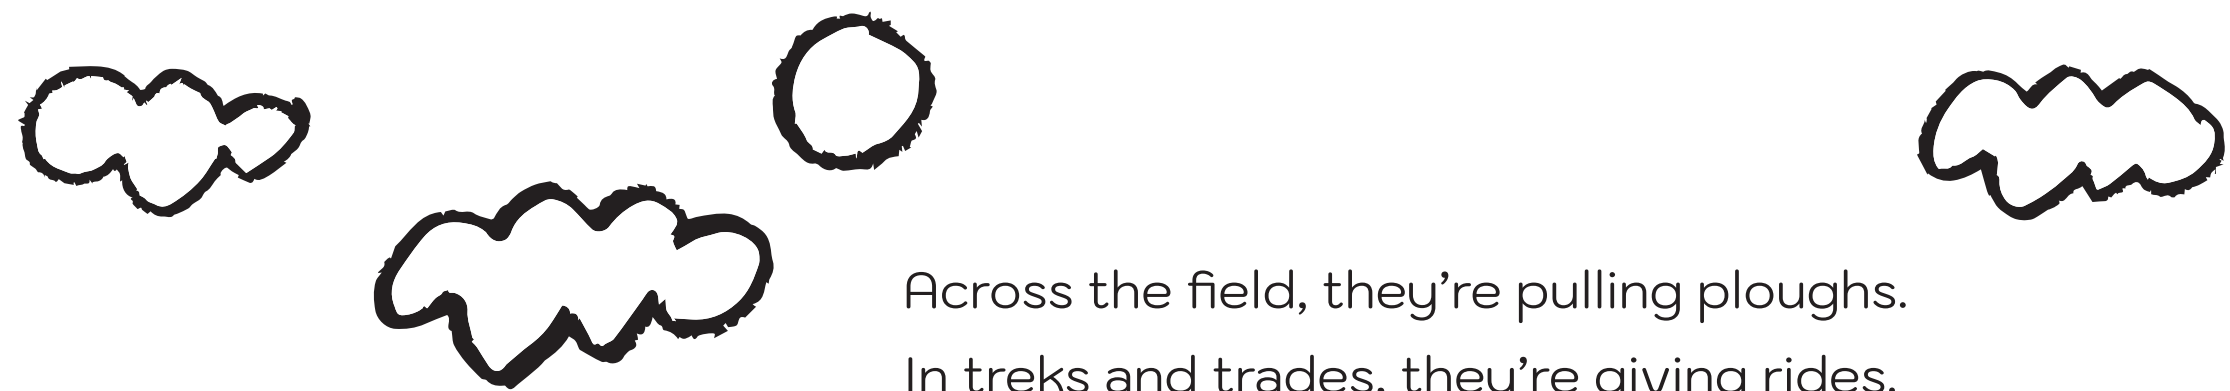 Across the field, they’re pulling ploughs.
In treks and trades, they’re giving rides.